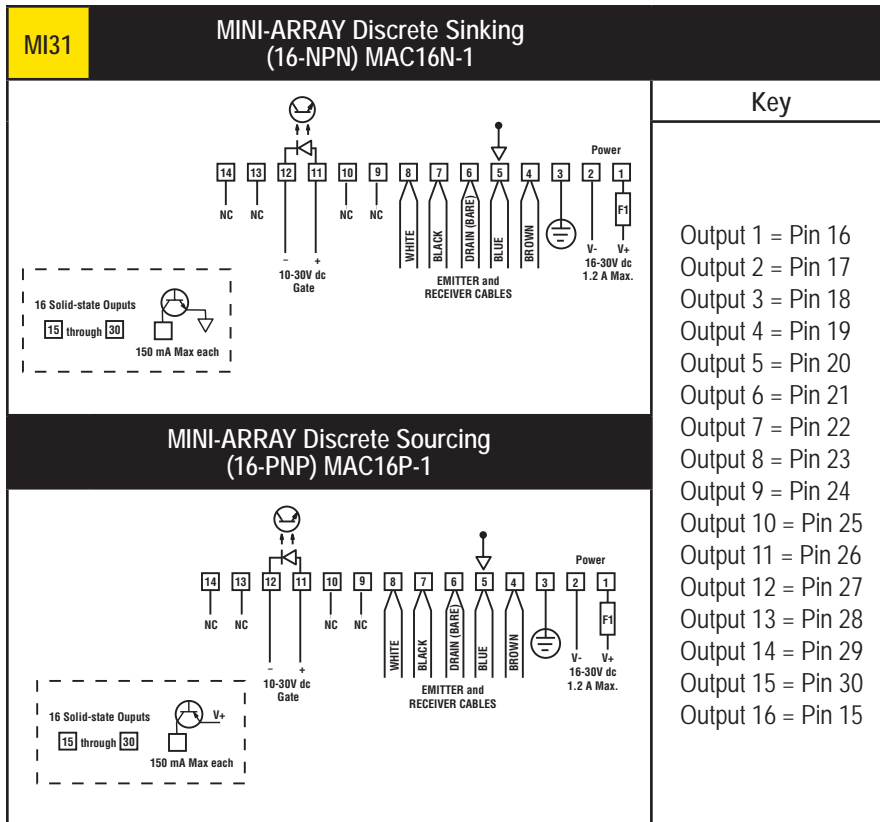 MI31
MINI-ARRAY Discrete Sinking
(16-NPN) MAC16N-1
Power
14 13 12 11 10 9 8 7 6 5 4 3 2 1
NC NC NC NC
WHITE
BLACK
DRAIN (BARE)
BLUE
BROWN
F1
– +
10-30V dc
Gate
EMITTER and
RECEIVER CABLES
V- V+
16-30V dc
1.2 A Max.
16 Solid-state Ouputs
15 through 30
150 mA Max each
MINI-ARRAY Discrete Sourcing
(16-PNP) MAC16P-1
Power
14 13 12 11 10 9 8 7 6 5 4 3 2 1
NC NC NC NC
WHITE
BLACK
DRAIN (BARE)
BLUE
BROWN
F1
– +
10-30V dc
Gate
EMITTER and
RECEIVER CABLES
V- V+
16-30V dc
1.2 A Max.
16 Solid-state Ouputs
V+
15 through 30
150 mA Max each
Key
Output 1 = Pin 16
Output 2 = Pin 17
Output 3 = Pin 18
Output 4 = Pin 19
Output 5 = Pin 20
Output 6 = Pin 21
Output 7 = Pin 22
Output 8 = Pin 23
Output 9 = Pin 24
Output 10 = Pin 25
Output 11 = Pin 26
Output 12 = Pin 27
Output 13 = Pin 28
Output 14 = Pin 29
Output 15 = Pin 30
Output 16 = Pin 15